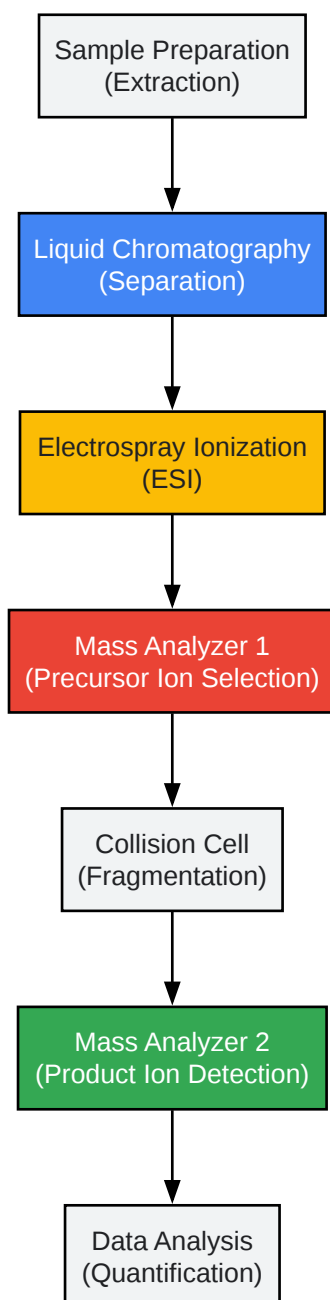 Sample Preparation
(Extraction)
Liquid Chromatography
(Separation)
Electrospray Ionization
(ESI)
Mass Analyzer 1
(Precursor Ion Selection)
Collision Cell
(Fragmentation)
Mass Analyzer 2
(Product Ion Detection)
Data Analysis
(Quantification)